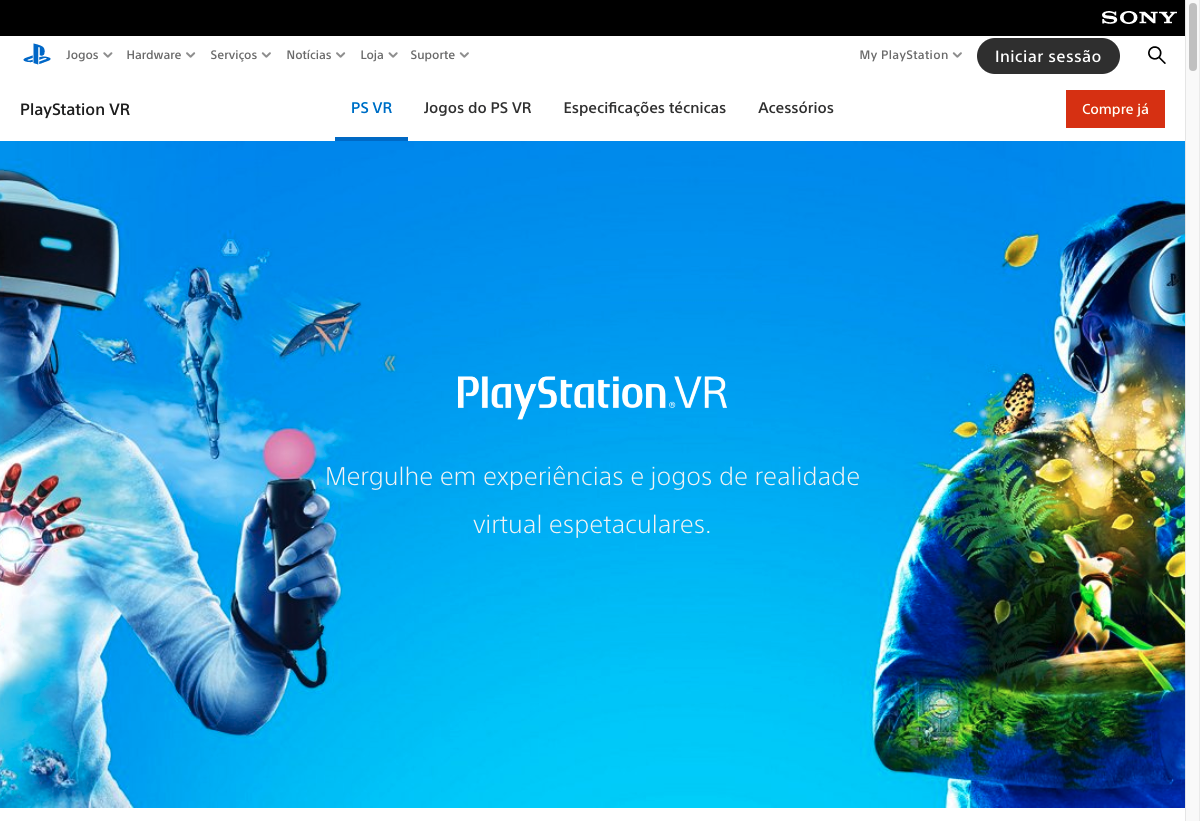 SONY
Jogos Hardware Serviços Notícias Loja Suporte My PlayStation Iniciar sessão
PlayStation VR PS VR Jogos do PS VR Especificações técnicas Acessórios Compre já
PlayStation®VR
Mergulhe em experiências e jogos de realidade
virtual espetaculares.